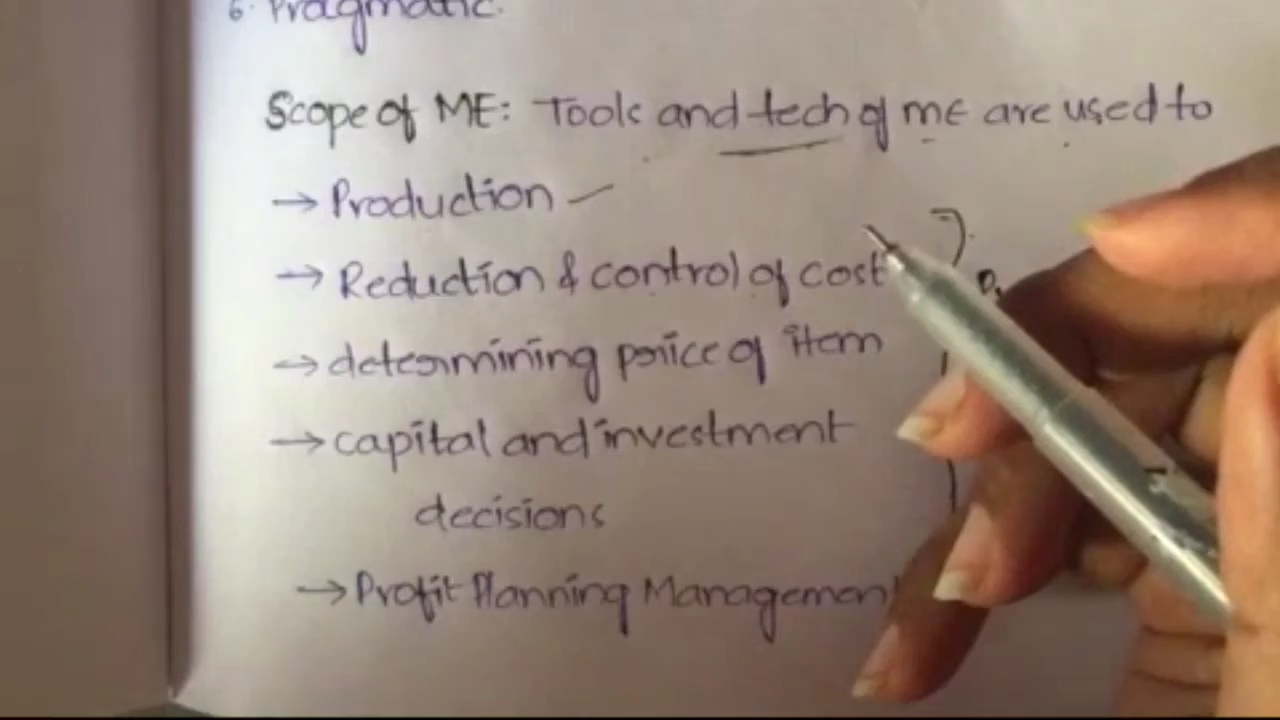 6. Pragmatic.
Scope of ME: Tools and tech of ME are used to
→ Production
→ Reduction & control of cost
→ determining price of item
→ capital and investment
decisions
→ Profit Planning Management